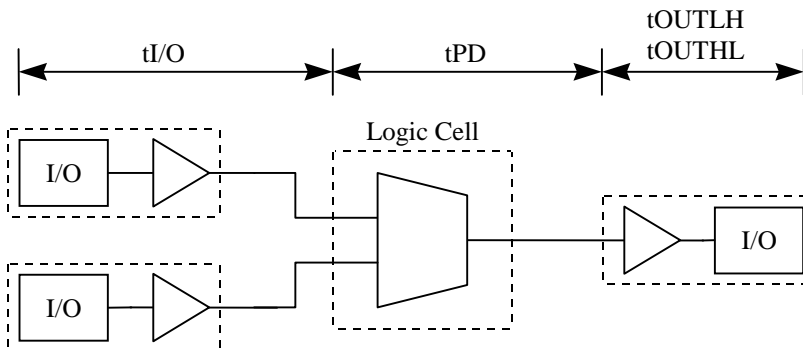 tOUTLH
tI/O tPD tOUTHL
Logic Cell
I/O
I/O
I/O